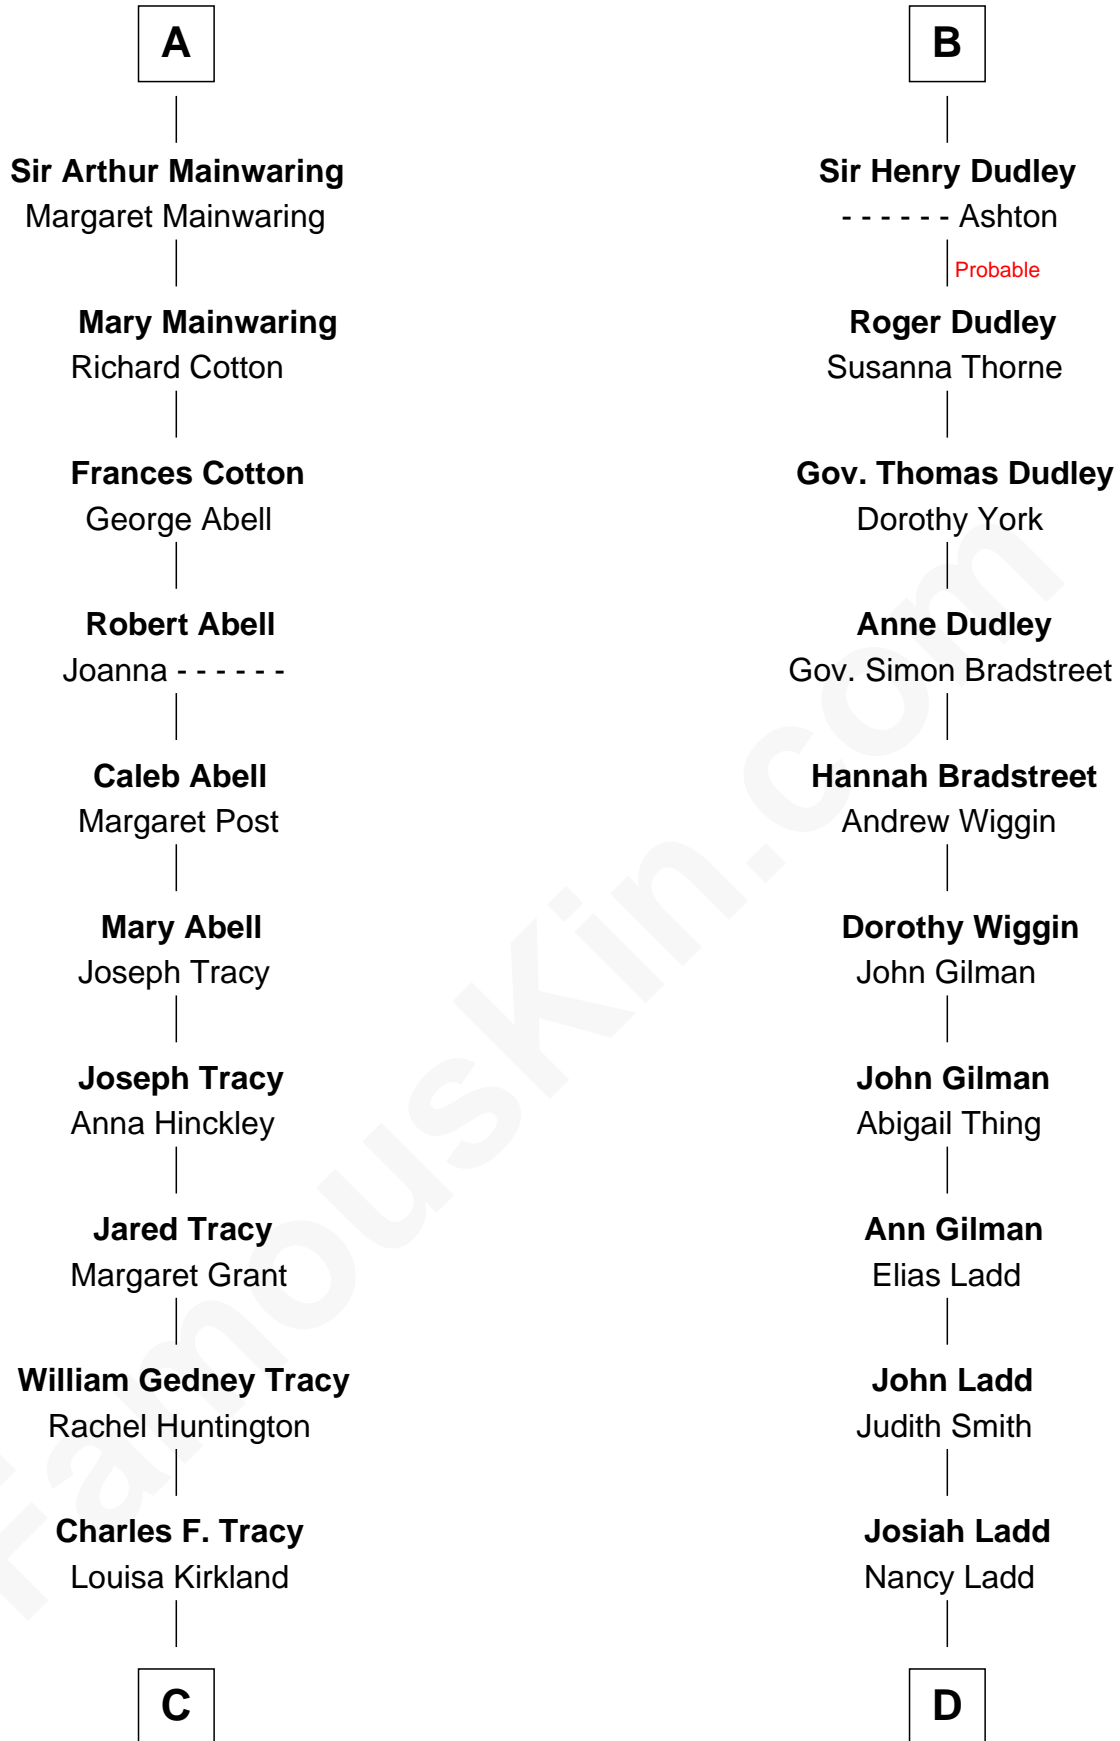 A
Sir Arthur Mainwaring
Margaret Mainwaring
Mary Mainwaring
Richard Cotton
Frances Cotton
George Abell
Robert Abell
Joanna - - - - - -
Caleb Abell
Margaret Post
Mary Abell
Joseph Tracy
Joseph Tracy
Anna Hinckley
Jared Tracy
Margaret Grant
William Gedney Tracy
Rachel Huntington
Charles F. Tracy
Louisa Kirkland
C
B
Sir Henry Dudley
- - - - - - Ashton
Probable
Roger Dudley
Susanna Thorne
Gov. Thomas Dudley
Dorothy York
Anne Dudley
Gov. Simon Bradstreet
Hannah Bradstreet
Andrew Wiggin
Dorothy Wiggin
John Gilman
John Gilman
Abigail Thing
Ann Gilman
Elias Ladd
John Ladd
Judith Smith
Josiah Ladd
Nancy Ladd
D
FamousKin.com